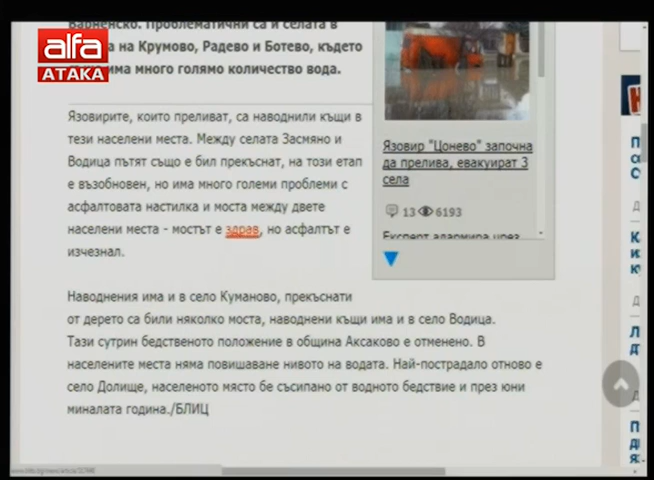 alfa
АТАКА
Варненско. Проблематични са и селата в
на Крумово, Радево и Ботево, където
има много голямо количество вода.
Язовирите, които преливат, са наводнили къщи в
тези населени места. Между селата Засмяно и
Водица пътят също е бил прекъснат, на този етап
е възобновен, но има много големи проблеми с
асфалтовата настилка и моста между двете
населени места - мостът е здрав, но асфалтът е
изчезнал.
Наводнения има и в село Куманово, прекъснати
от дерето са били няколко моста, наводнени къщи има и в село Водица.
Тази сутрин бедственото положение в община Аксаково е отменено. В
населените места няма повишаване нивото на водата. Най-пострадало отново е
село Долище, населеното място бе съсипано от водното бедствие и през юни
миналата година./БЛИЦ
Язовир "Цонево" започна
да прелива, евакуират 3
села
13 6193
Експерт алармира чрез